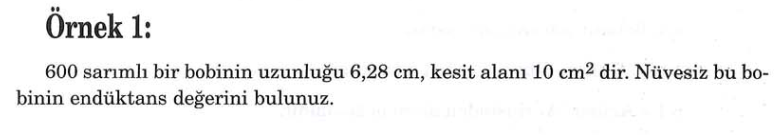 Örnek 1:
600 sarımlı bir bobinin uzunluğu 6,28 cm, kesit alanı 10 cm² dir. Nüvesiz bu bo-
binin endüktans değerini bulunuz.